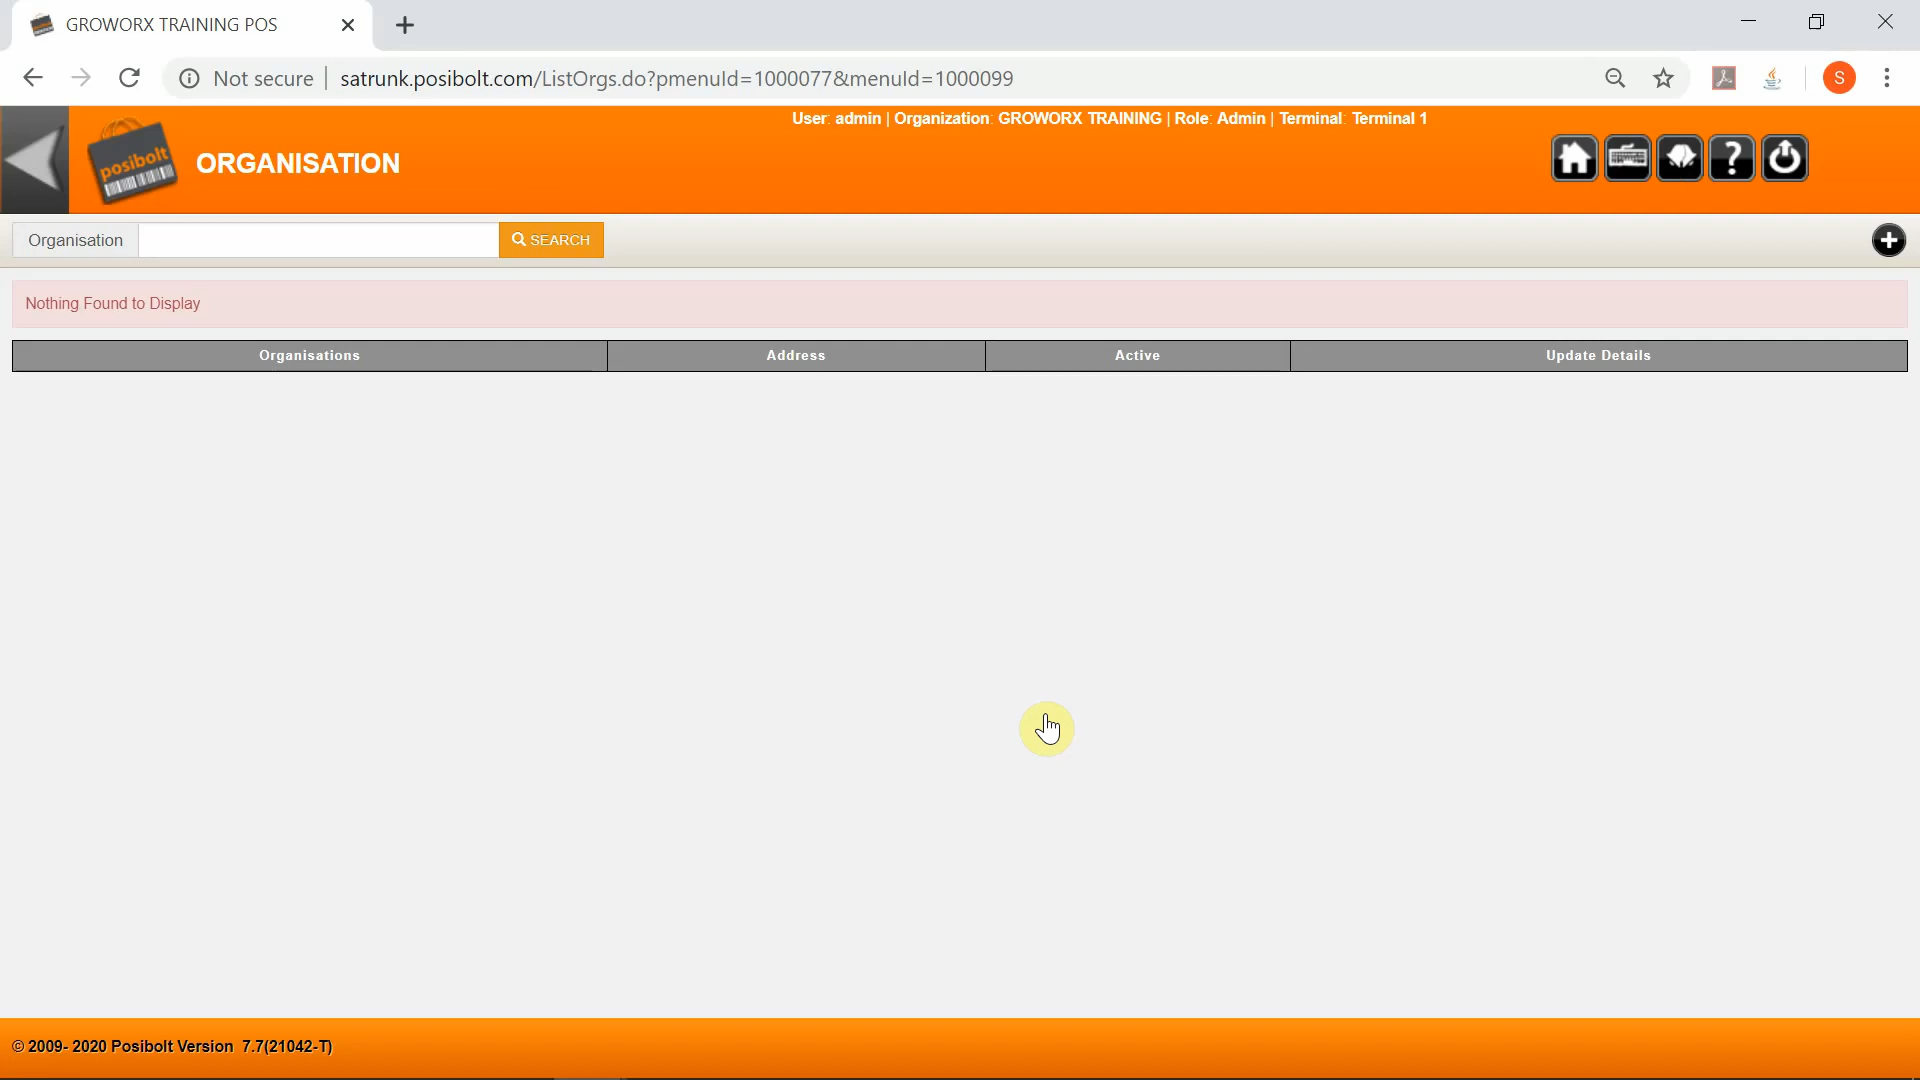 GROWORX TRAINING POS
Not secure | satrunk.posibolt.com/ListOrgs.do?pmenuId=1000077&menuId=1000099
S
User: admin | Organization: GROWORX TRAINING | Role: Admin | Terminal: Terminal 1
posibolt
ORGANISATION
Organisation
SEARCH
Nothing Found to Display
Organisations Address Active Update Details
© 2009- 2020 Posibolt Version 7.7(21042-T)